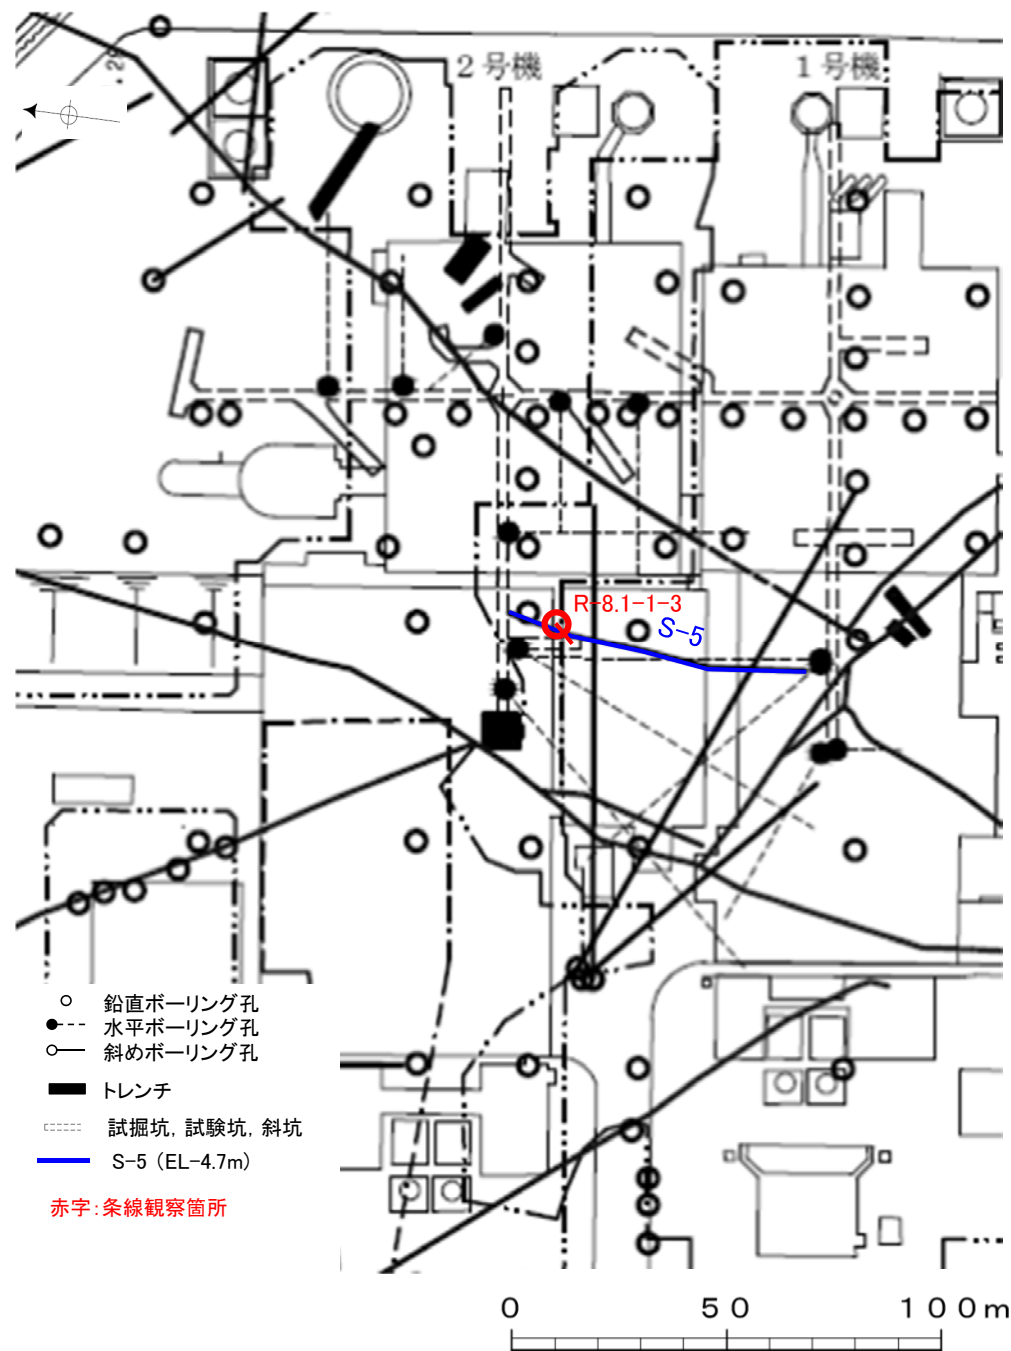 2号機
1号機
R-8.1-1-3
S-5
鉛直ボーリング孔
水平ボーリング孔
斜めボーリング孔
トレンチ
試掘坑, 試験坑, 斜坑
S-5 (EL-4.7m)
赤字:条線観察箇所
0 50 100m